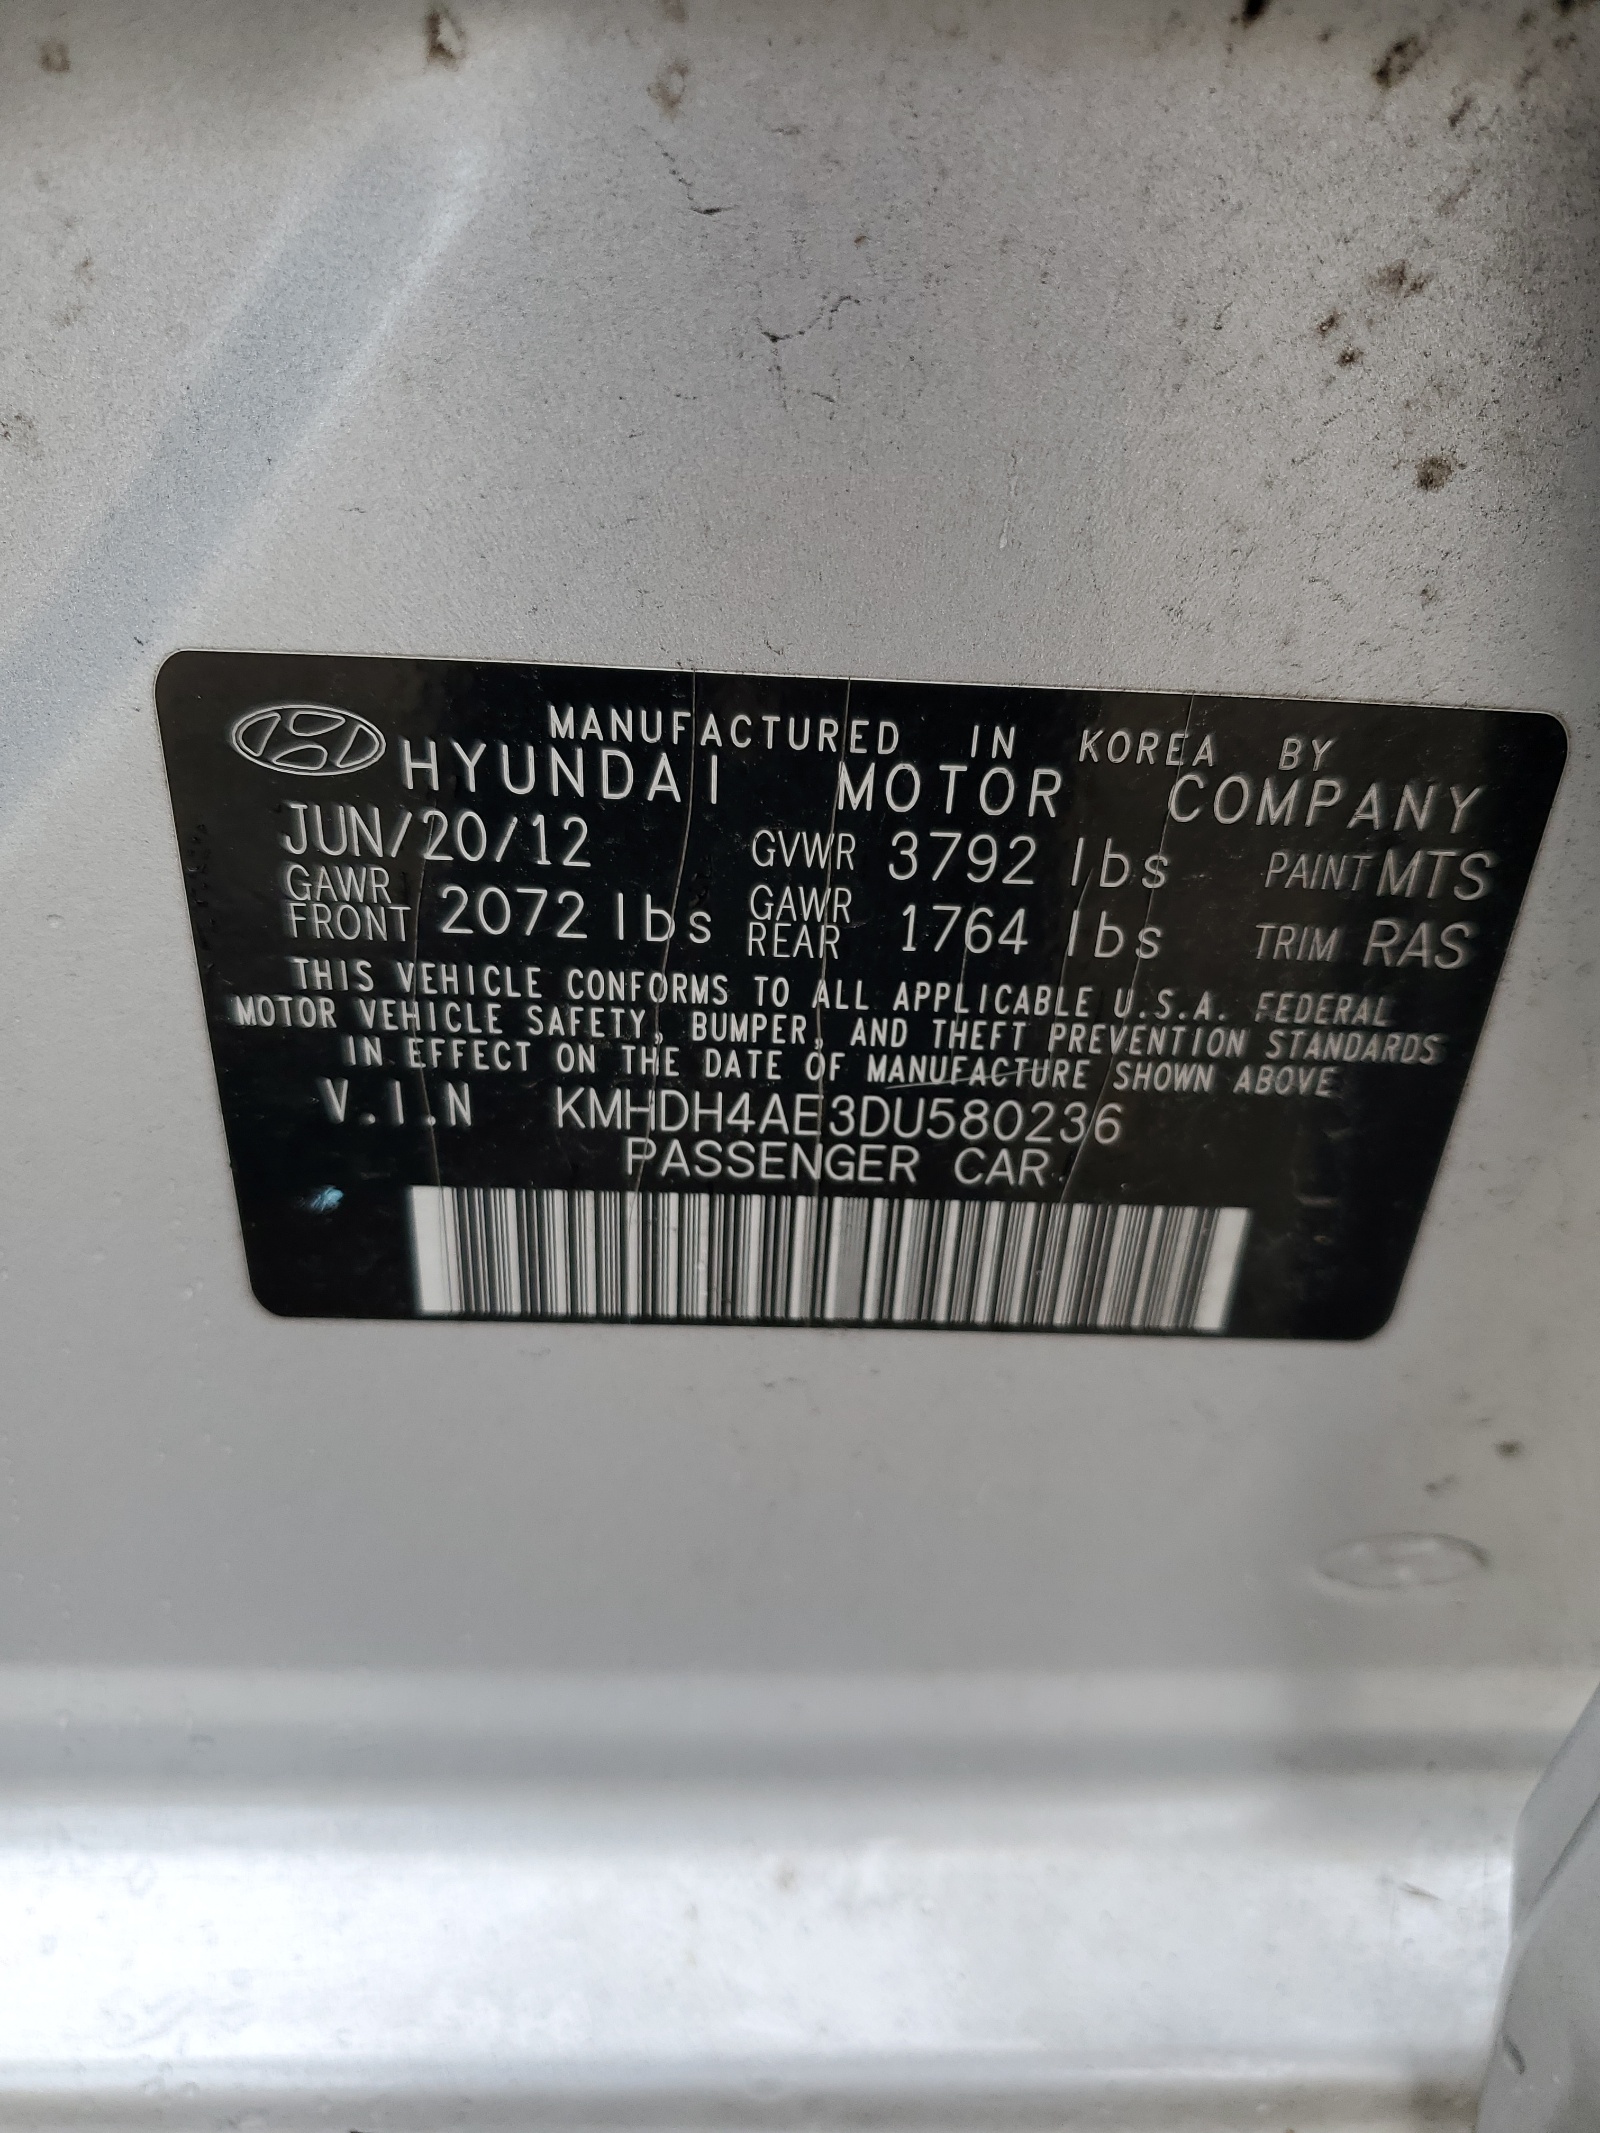 MANUFACTURED IN KOREA BY
HYUNDAI MOTOR COMPANY
JUN/20/12 GVWR 3792 lbs PAINT MTS
GAWR FRONT 2072 lbs GAWR REAR 1764 lbs TRIM RAS
THIS VEHICLE CONFORMS TO ALL APPLICABLE U.S.A. FEDERAL
MOTOR VEHICLE SAFETY, BUMPER, AND THEFT PREVENTION STANDARDS
IN EFFECT ON THE DATE OF MANUFACTURE SHOWN ABOVE
V.I.N KMHDH4AE3DU580236
PASSENGER CAR